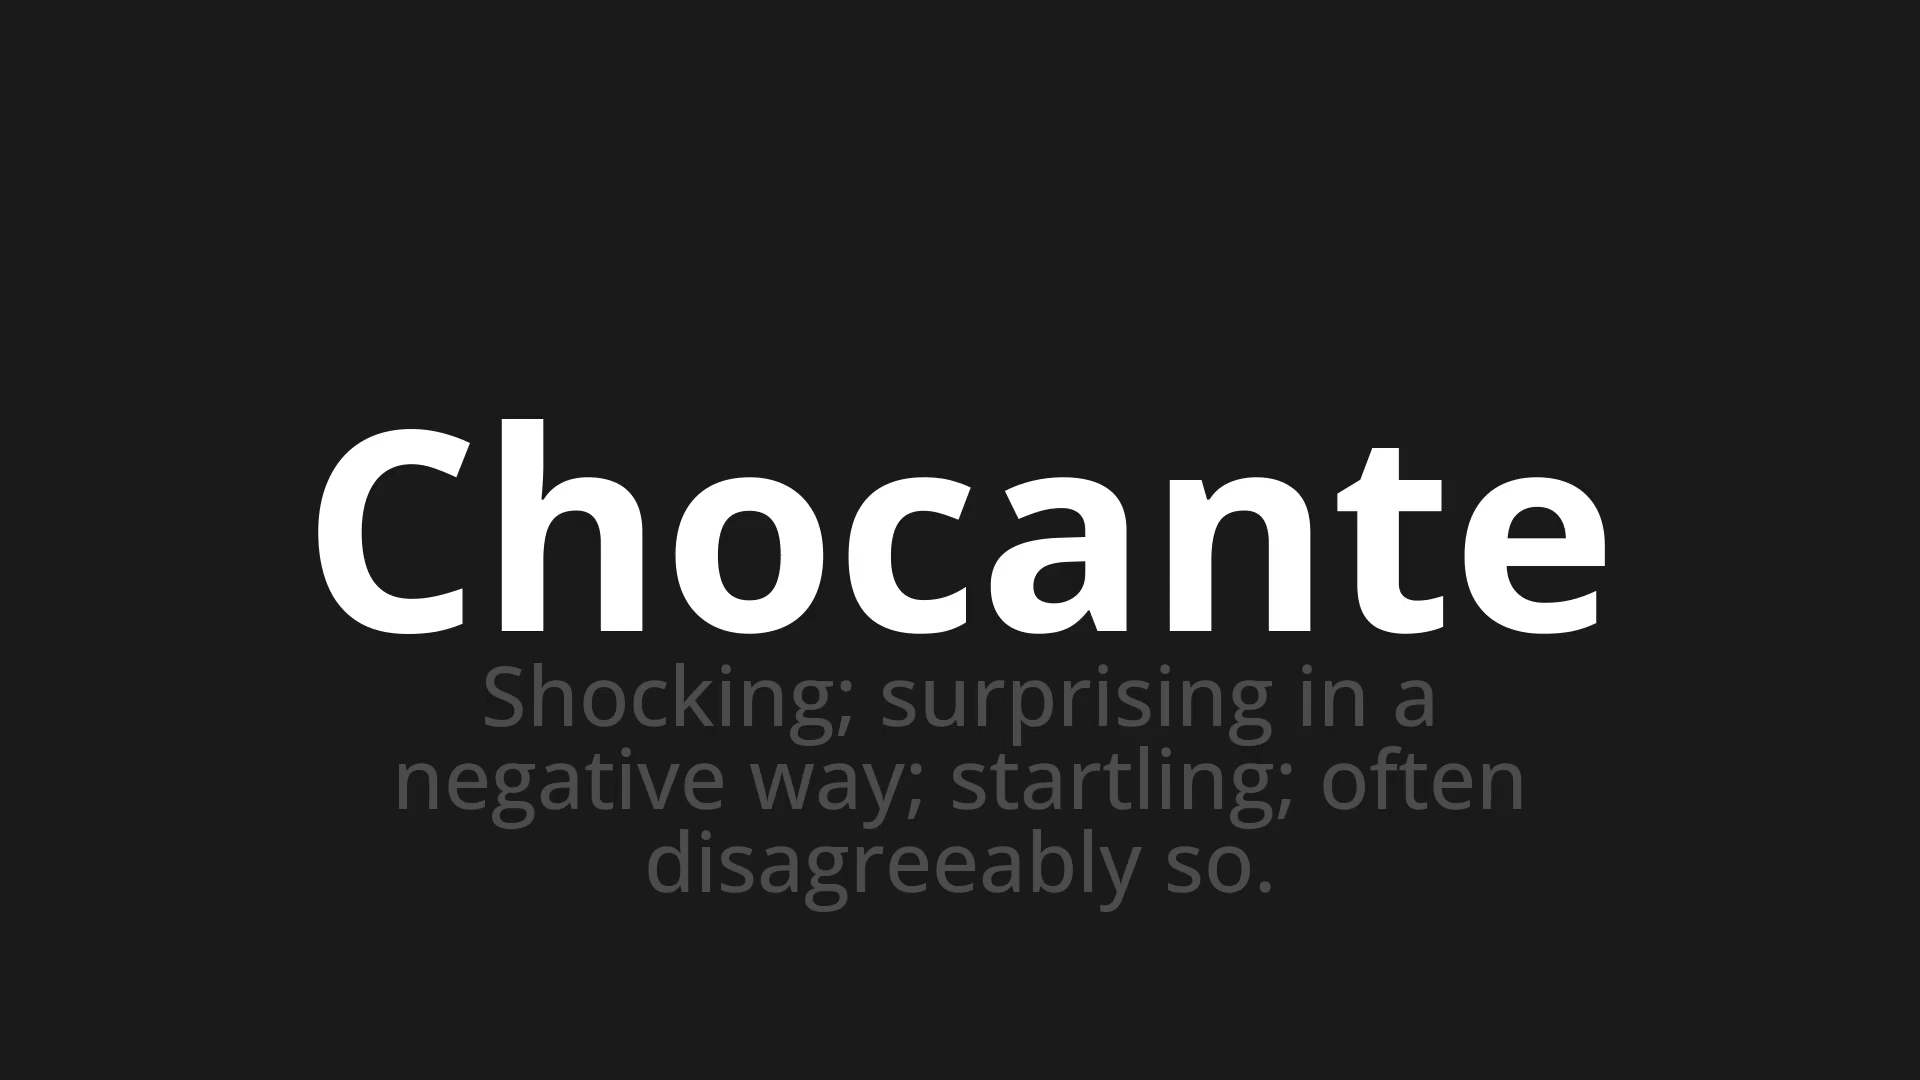 Chocante
Shocking; surprising in a
negative way; startling; often
disagreeably so.